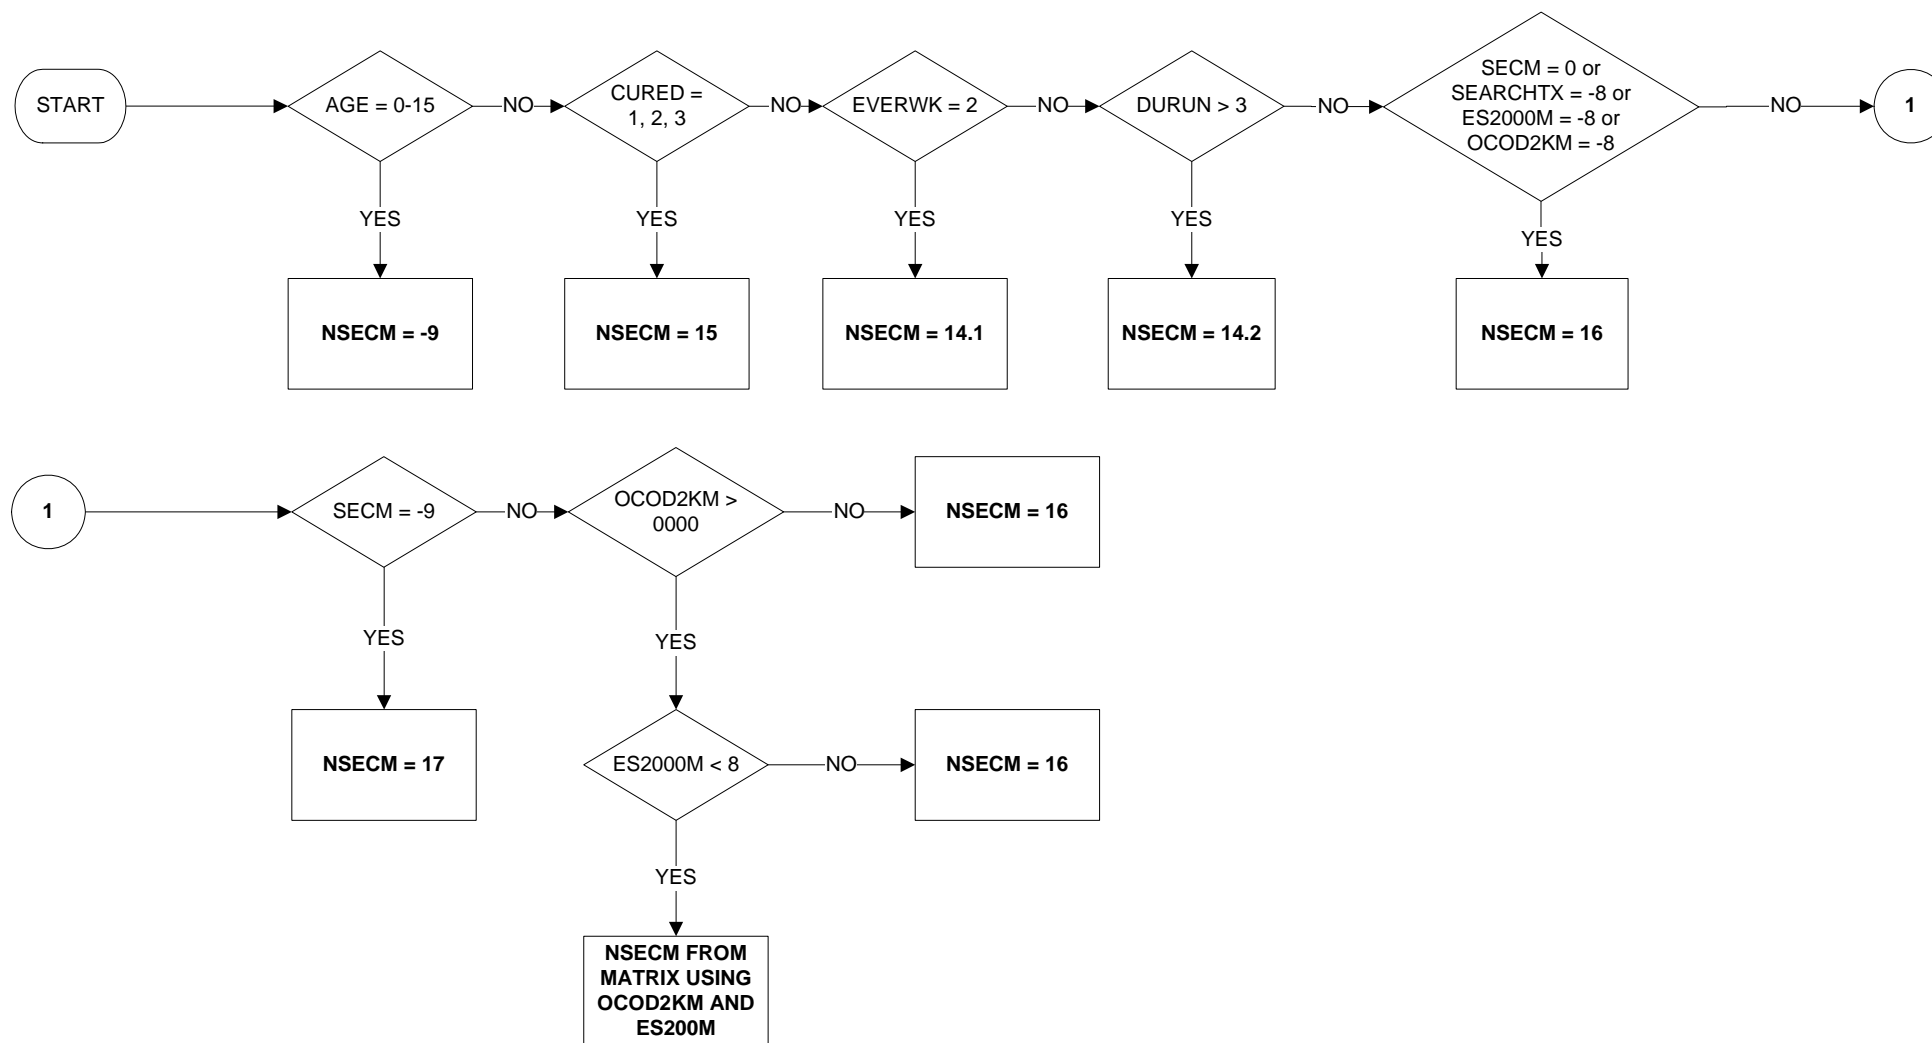 START
AGE = 0-15
NO
CURED =
1, 2, 3
NO
EVERWK = 2
NO
DURUN > 3
NO
SECM = 0 or
SEARCHTX = -8 or
ES2000M = -8 or
OCOD2KM = -8
NO
1
YES
YES
YES
YES
YES
NSECM = -9
NSECM = 15
NSECM = 14.1
NSECM = 14.2
NSECM = 16
1
SECM = -9
NO
OCOD2KM >
0000
NO
NSECM = 16
YES
YES
NSECM = 17
ES2000M < 8
NO
NSECM = 16
YES
NSECM FROM
MATRIX USING
OCOD2KM AND
ES200M